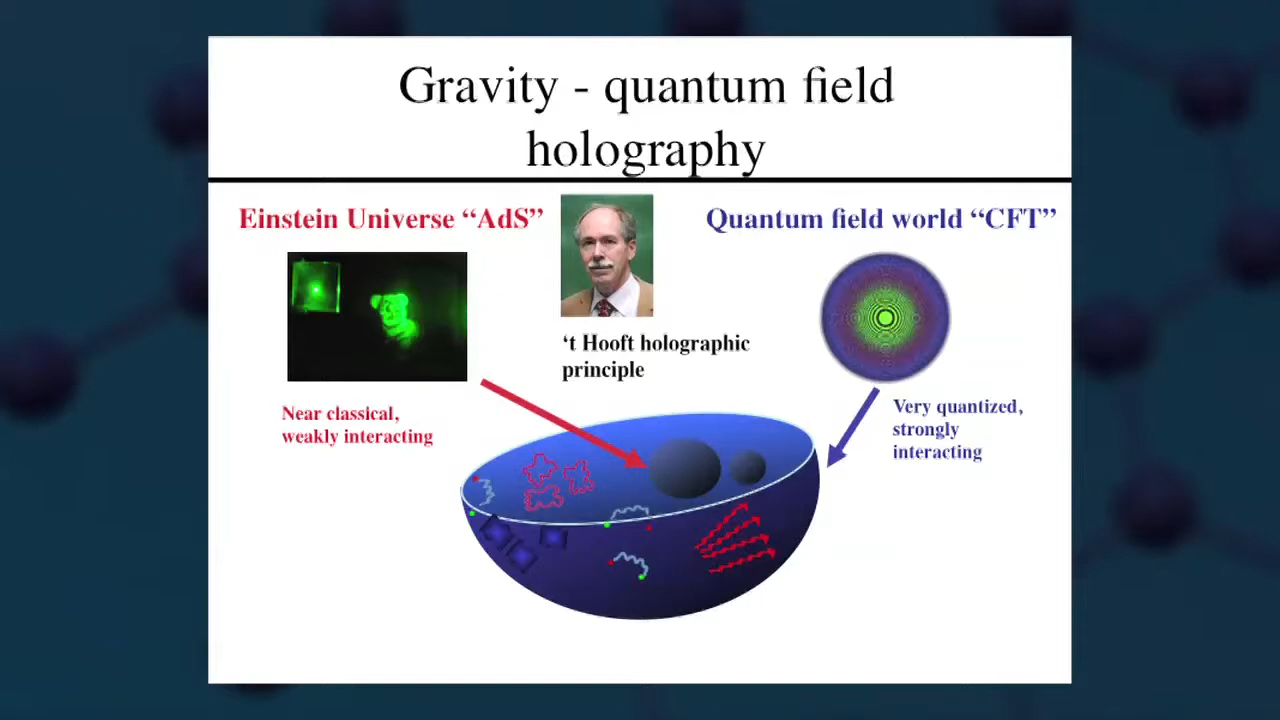 Gravity - quantum field
holography
Einstein Universe “AdS”
Quantum field world “CFT”
‘t Hooft holographic
principle
Near classical,
weakly interacting
Very quantized,
strongly
interacting